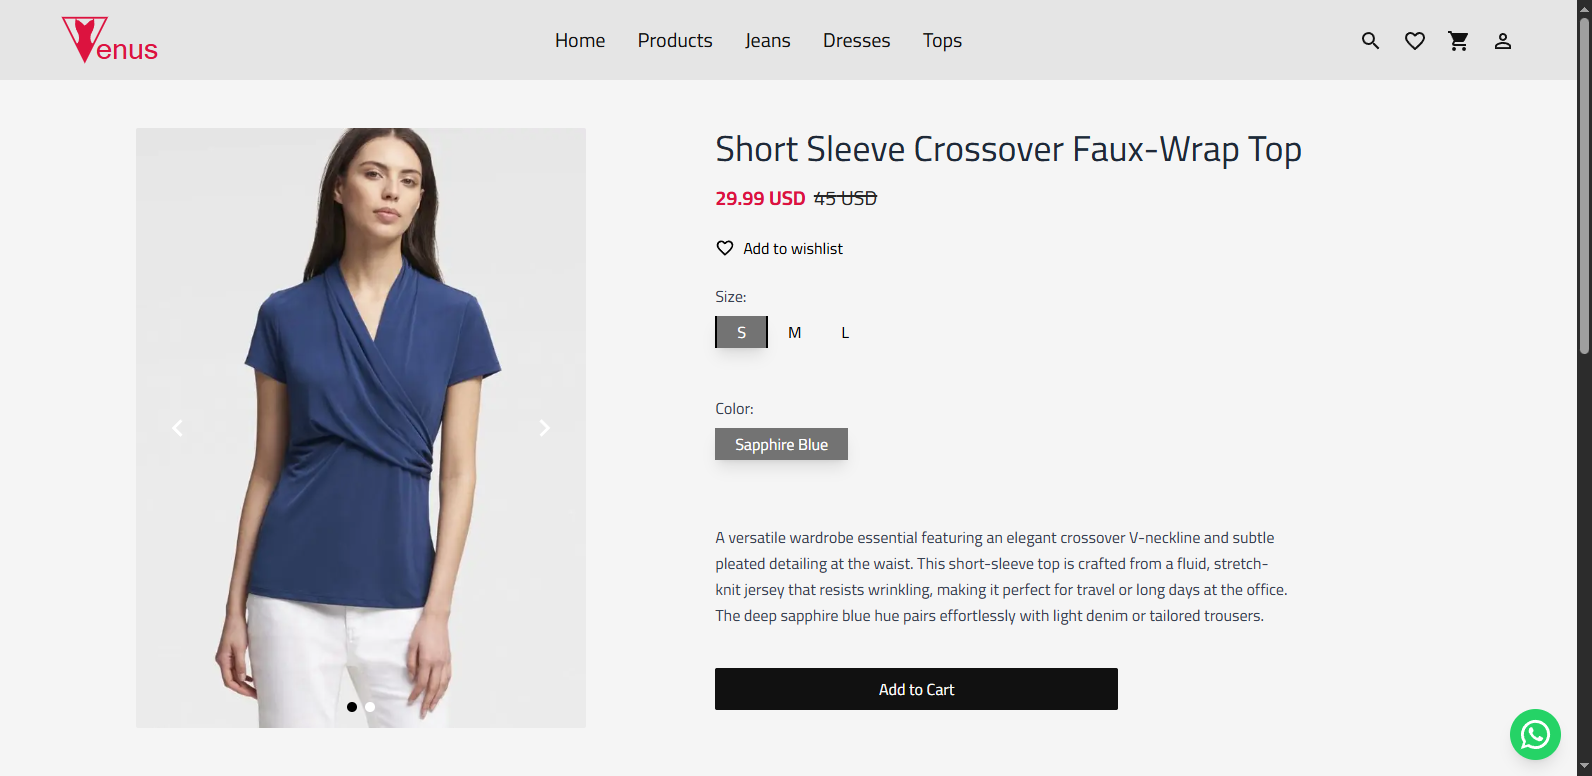 Venus
Home Products Jeans Dresses Tops
Short Sleeve Crossover Faux-Wrap Top
29.99 USD 45 USD
Add to wishlist
Size:
S M L
Color:
Sapphire Blue
A versatile wardrobe essential featuring an elegant crossover V-neckline and subtle
pleated detailing at the waist. This short-sleeve top is crafted from a fluid, stretch-
knit jersey that resists wrinkling, making it perfect for travel or long days at the office.
The deep sapphire blue hue pairs effortlessly with light denim or tailored trousers.
Add to Cart